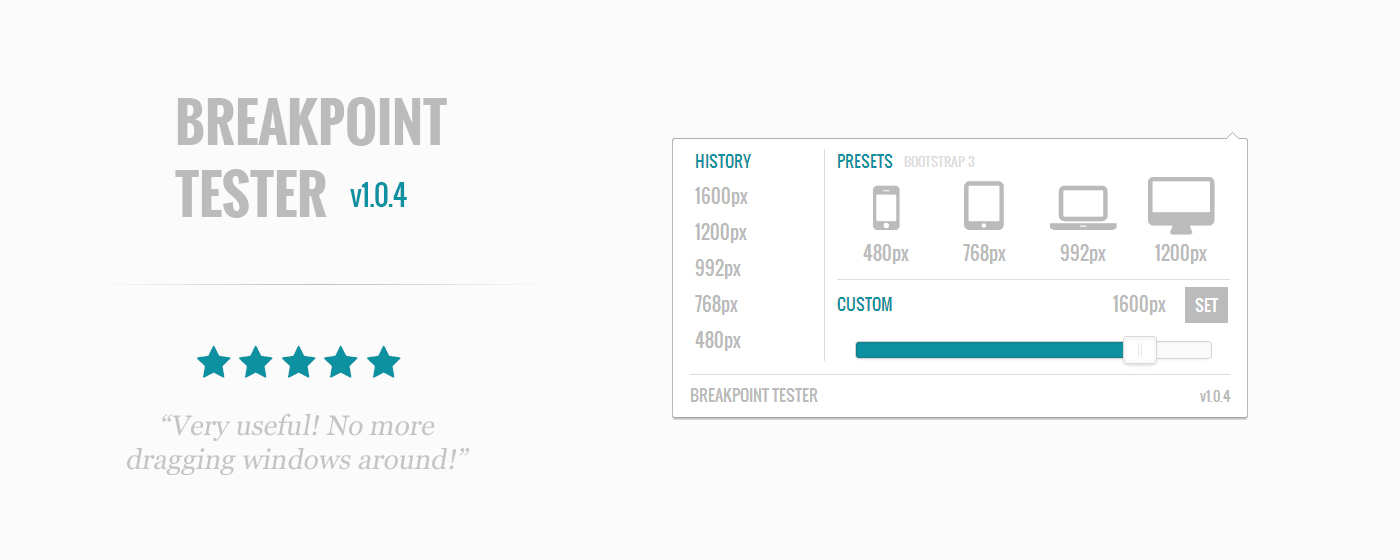 BREAKPOINT
TESTER v1.0.4
“Very useful! No more
dragging windows around!”
HISTORY
1600px
1200px
992px
768px
480px
PRESETS BOOTSTRAP 3
480px 768px 992px 1200px
CUSTOM 1600px SET
BREAKPOINT TESTER v1.0.4